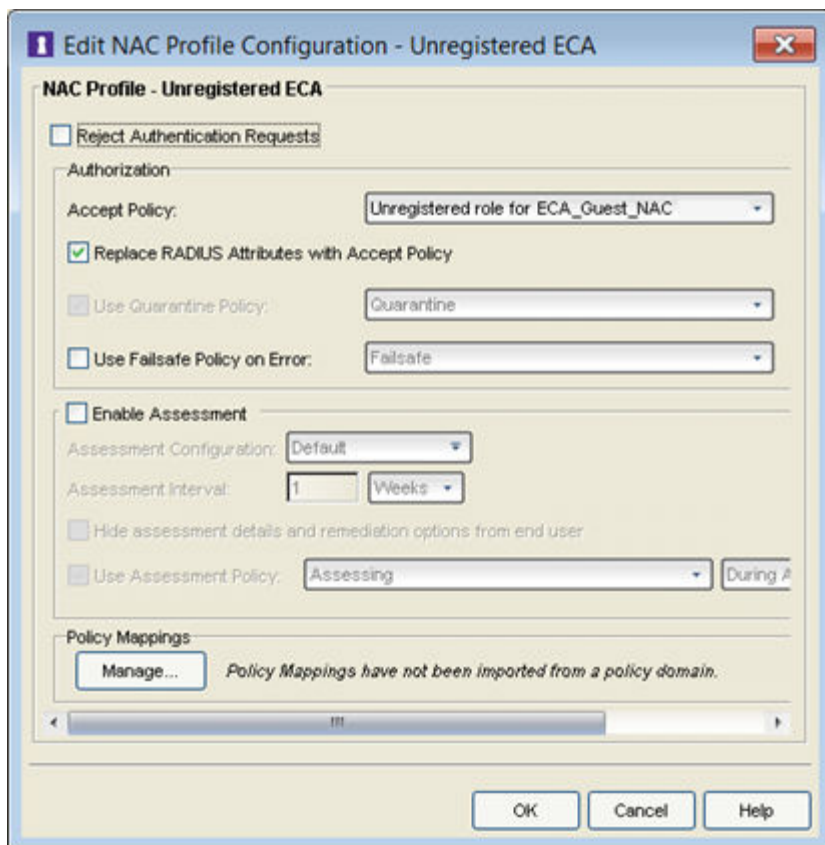 Edit NAC Profile Configuration - Unregistered ECA
NAC Profile - Unregistered ECA
Reject Authentication Requests
Authorization
Accept Policy: Unregistered role for ECA_Guest_NAC
Replace RADIUS Attributes with Accept Policy
Use Quarantine Policy: Quarantine
Use Failsafe Policy on Error: Failsafe
Enable Assessment
Assessment Configuration: Default
Assessment Interval: 1 Weeks
Hide assessment details and remediation options from end user
Use Assessment Policy: Assessing During A
Policy Mappings
Manage... Policy Mappings have not been imported from a policy domain.
OK Cancel Help